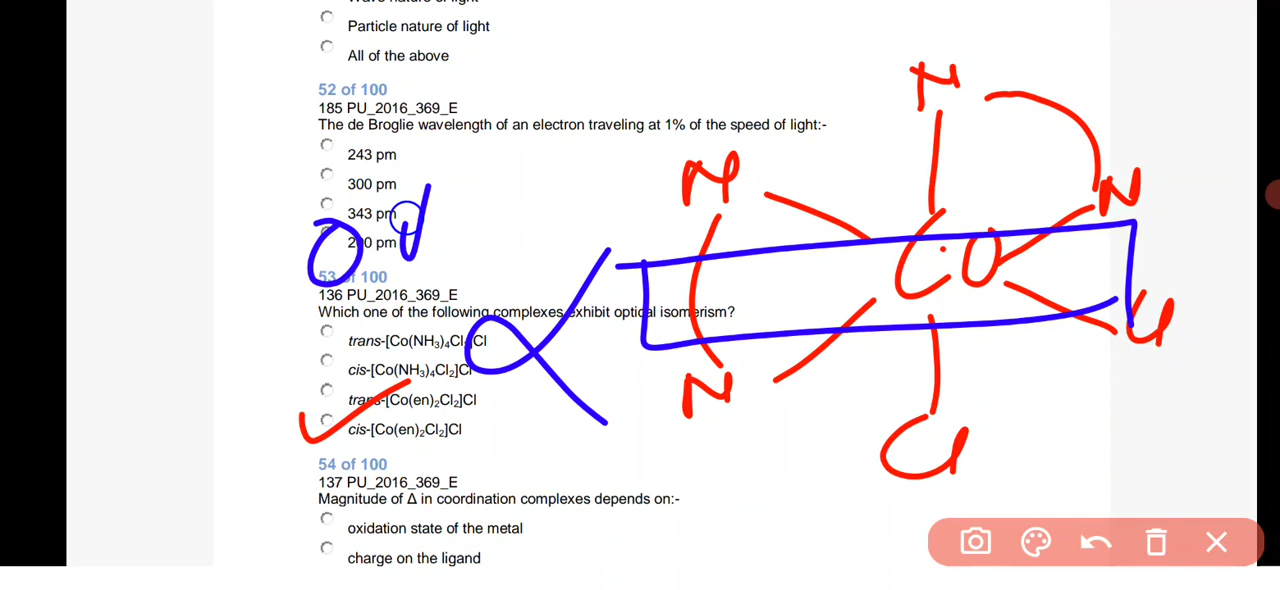 Particle nature of light
All of the above
52 of 100
185 PU_2016_369_E
The de Broglie wavelength of an electron traveling at 1% of the speed of light:-
243 pm
300 pm
343 pm
200 pm
53 of 100
136 PU_2016_369_E
Which one of the following complexes exhibit optical isomerism?
trans-[Co(NH₃)₄Cl₂]Cl
cis-[Co(NH₃)₄Cl₂]Cl
trans-[Co(en)₂Cl₂]Cl
cis-[Co(en)₂Cl₂]Cl
54 of 100
137 PU_2016_369_E
Magnitude of Δ in coordination complexes depends on:-
oxidation state of the metal
charge on the ligand
N
N
N
Co
d
Cl
N
Cl